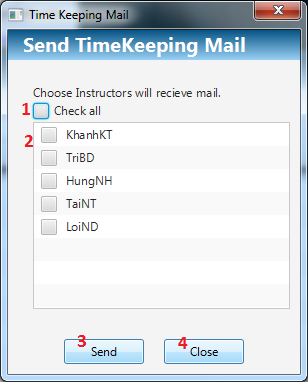 Time Keeping Mail
Send TimeKeeping Mail
Choose Instructors will recieve mail.
1 Check all
2 KhanhKT
TriBD
HungNH
TaiNT
LoiND
3 Send 4 Close